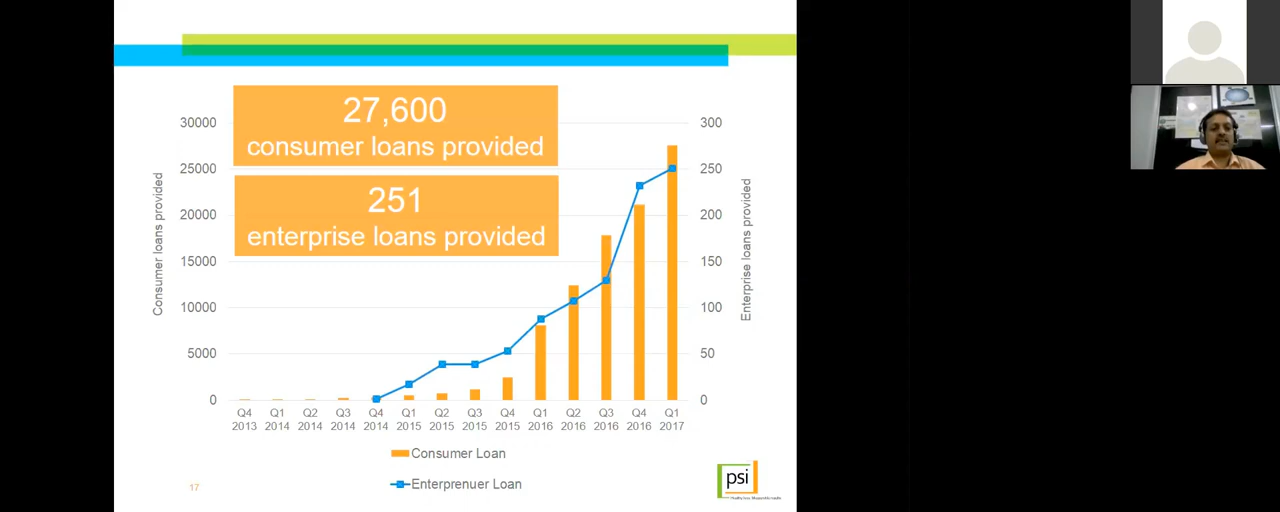 27,600
consumer loans provided
251
enterprise loans provided
30000
25000
20000
15000
10000
5000
0
Consumer loans provided
300
250
200
150
100
50
0
Enterprise loans provided
Q4 Q1 Q2 Q3 Q4 Q1 Q2 Q3 Q4 Q1 Q2 Q3 Q4 Q1
2013 2014 2014 2014 2014 2015 2015 2015 2015 2016 2016 2016 2016 2017
Consumer Loan
Enterprenuer Loan
17
psi